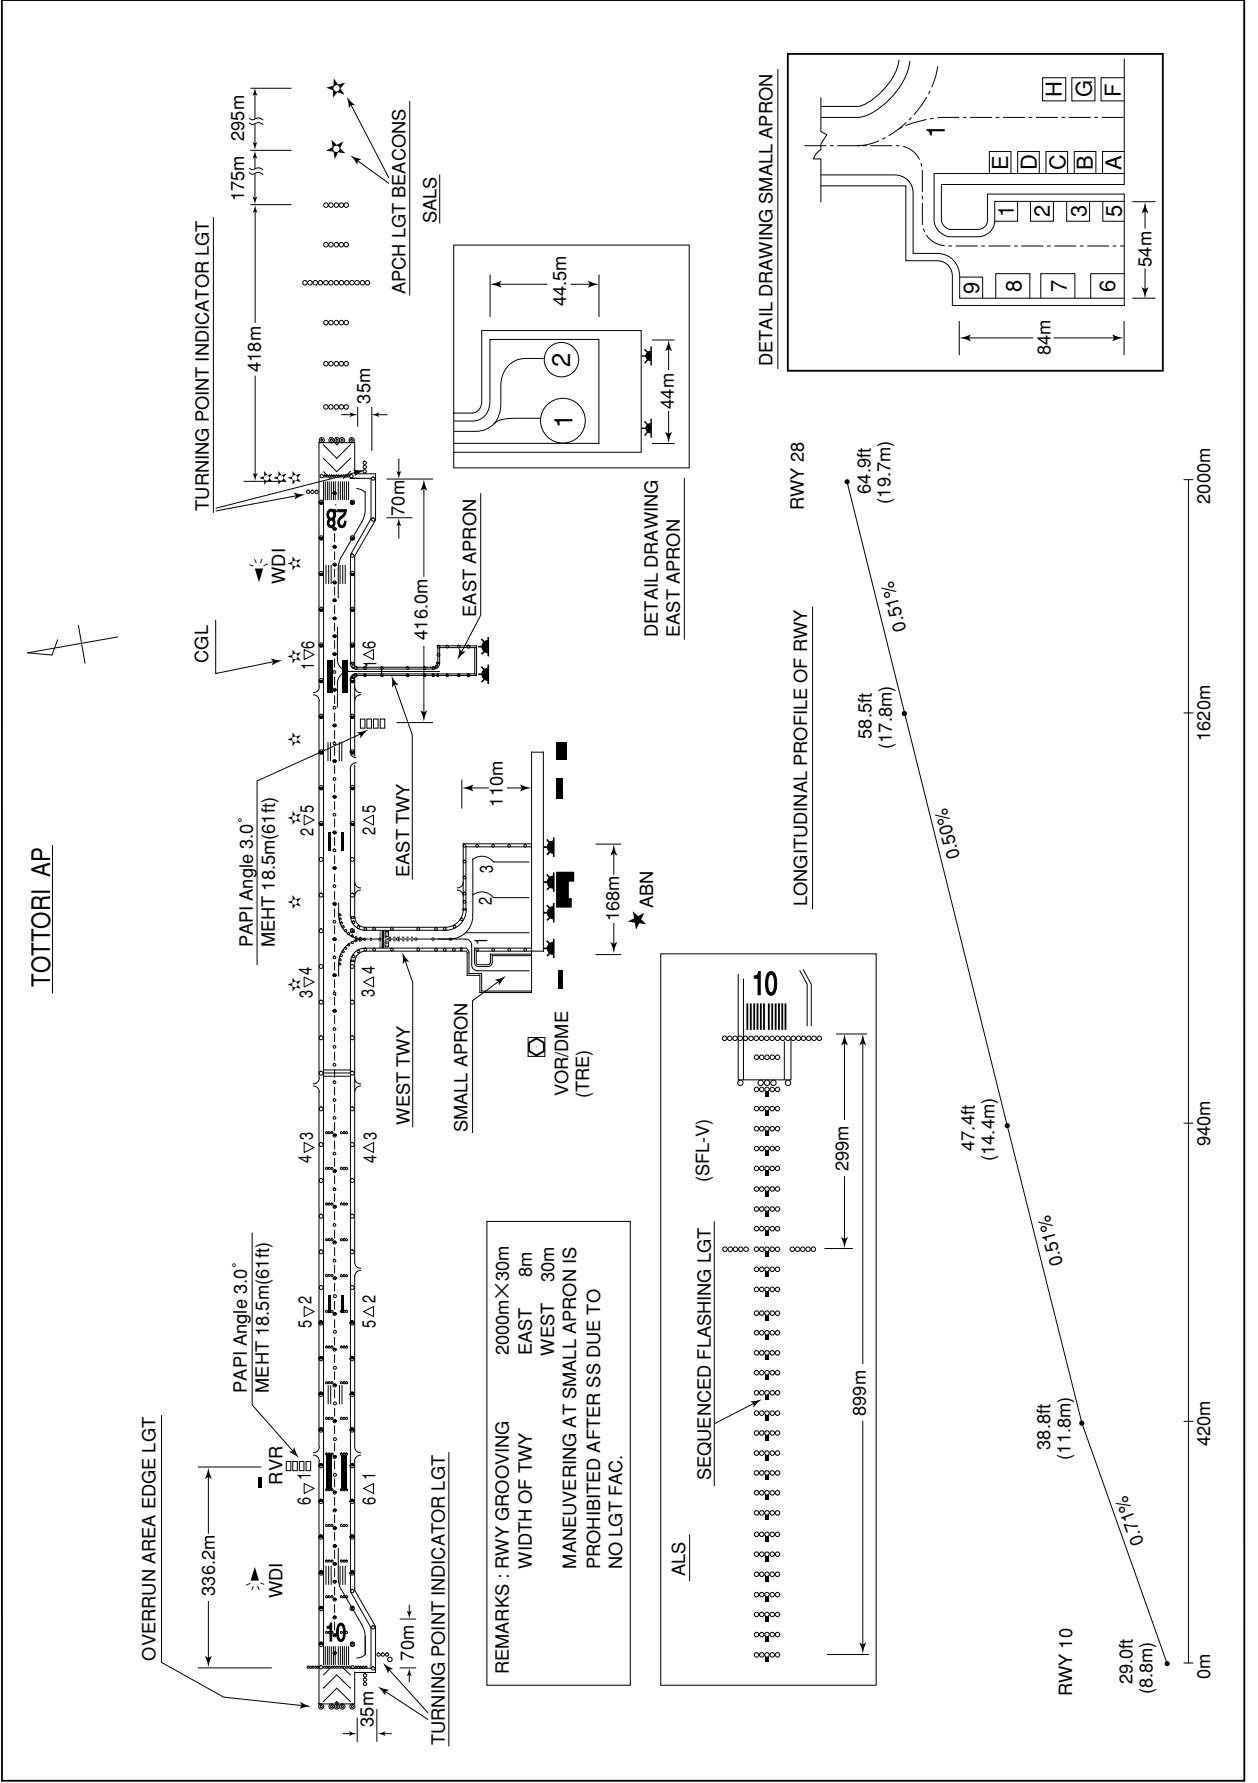 TOTTORI AP
TURNING POINT INDICATOR LGT
418m
175m
295m
APCH LGT BEACONS
SALS
35m
70m
28
WDI
CGL
416.0m
EAST APRON
EAST TWY
PAPI Angle 3.0°
MEHT 18.5m(61ft)
1▽6
1△6
2▽5
2△5
3▽4
3△4
4▽3
4△3
5▽2
5△2
6▽1
6△1
110m
168m
ABN
1
2
3
WEST TWY
SMALL APRON
VOR/DME
(TRE)
PAPI Angle 3.0°
MEHT 18.5m(61ft)
RVR
336.2m
WDI
OVERRUN AREA EDGE LGT
10
70m
35m
TURNING POINT INDICATOR LGT
1
2
44.5m
44m
DETAIL DRAWING
EAST APRON
DETAIL DRAWING SMALL APRON
1
H
G
F
E
D
C
B
A
1
2
3
5
9
8
7
6
84m
54m
REMARKS : RWY GROOVING 2000m×30m
WIDTH OF TWY EAST 8m
WEST 30m
MANEUVERING AT SMALL APRON IS
PROHIBITED AFTER SS DUE TO
NO LGT FAC.
ALS
SEQUENCED FLASHING LGT (SFL-V)
10
299m
899m
LONGITUDINAL PROFILE OF RWY
RWY 10
29.0ft
(8.8m)
0.71%
38.8ft
(11.8m)
0.51%
47.4ft
(14.4m)
0.50%
58.5ft
(17.8m)
0.51%
RWY 28
64.9ft
(19.7m)
0m
420m
940m
1620m
2000m